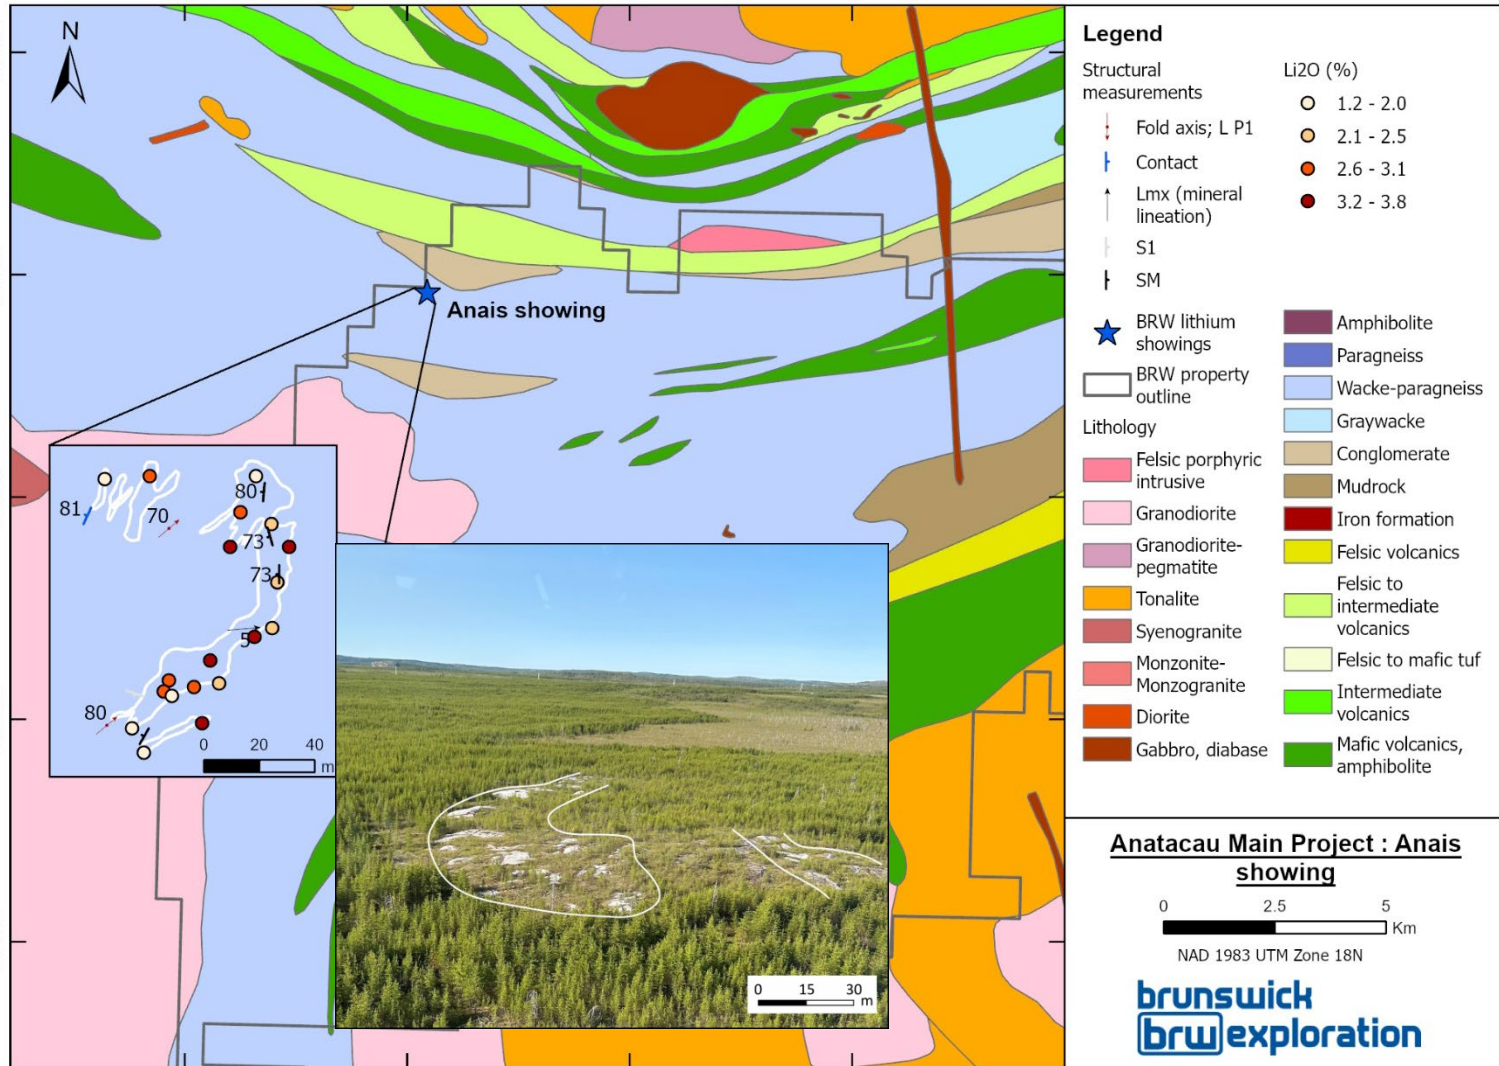 N
Anais showing
81
70
80
73
73
5
80
0 20 40
m
0 15 30
m
Legend
Structural
measurements
Fold axis; L P1
Contact
Lmx (mineral
lineation)
S1
SM
BRW lithium
showings
BRW property
outline
Lithology
Felsic porphyric
intrusive
Granodiorite
Granodiorite-
pegmatite
Tonalite
Syenogranite
Monzonite-
Monzogranite
Diorite
Gabbro, diabase
Li2O (%)
1.2 - 2.0
2.1 - 2.5
2.6 - 3.1
3.2 - 3.8
Amphibolite
Paragneiss
Wacke-paragneiss
Graywacke
Conglomerate
Mudrock
Iron formation
Felsic volcanics
Felsic to
intermediate
volcanics
Felsic to mafic tuf
Intermediate
volcanics
Mafic volcanics,
amphibolite
Anatacau Main Project : Anais
showing
0 2.5 5
Km
NAD 1983 UTM Zone 18N
brunswick
brw exploration